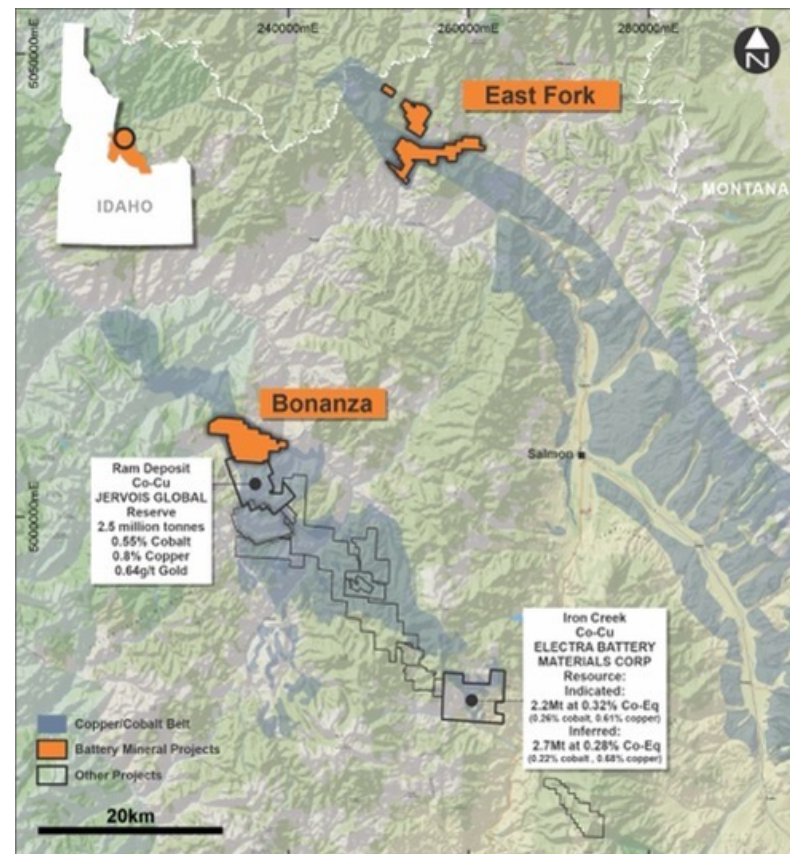 240000mE
260000mE
280000mE
5050000mE
N
East Fork
IDAHO
MONTANA
Bonanza
Salmon
Ram Deposit
Co-Cu
JERVOIS GLOBAL
Reserve
2.5 million tonnes
0.55% Cobalt
0.8% Copper
0.64g/t Gold
5000000mE
Iron Creek
Co-Cu
ELECTRA BATTERY
MATERIALS CORP
Resource:
Indicated:
2.2Mt at 0.32% Co-Eq
(0.26% cobalt, 0.61% copper)
Inferred:
2.7Mt at 0.28% Co-Eq
(0.22% cobalt , 0.68% copper)
Copper/Cobalt Belt
Battery Mineral Projects
Other Projects
20km